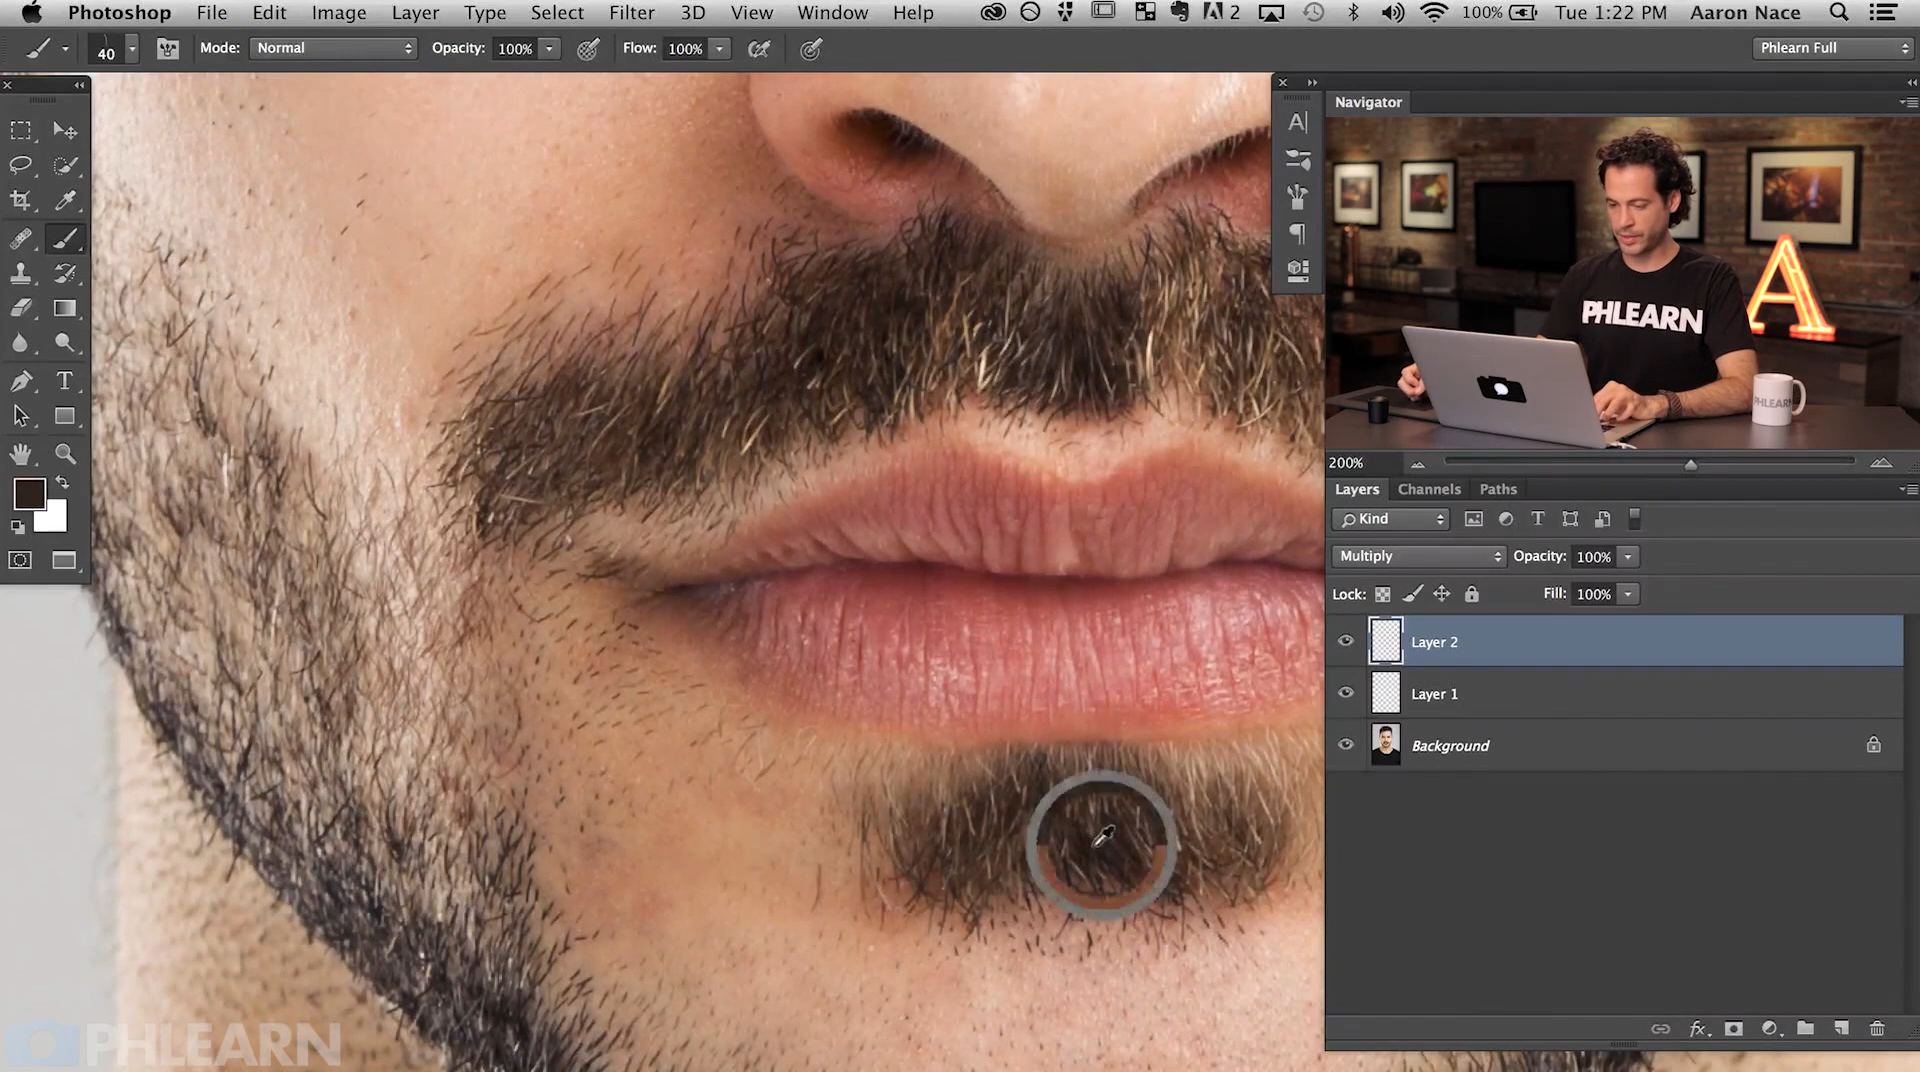 Photoshop File Edit Image Layer Type Select Filter 3D View Window Help 2 100% Tue 1:22 PM Aaron Nace
40 Mode: Normal Opacity: 100% Flow: 100% Phlearn Full
Navigator
A
PHLEARN
A
PHLEARN
T
200%
Layers Channels Paths
Kind T
Multiply Opacity: 100%
Lock: Fill: 100%
Layer 2
Layer 1
Background
fx
PHLEARN